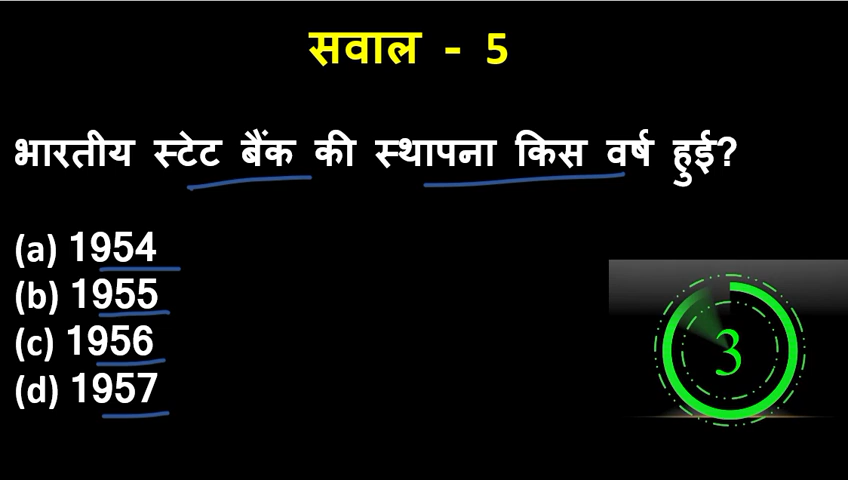 सवाल - 5
भारतीय स्टेट बैंक की स्थापना किस वर्ष हुई?
(a) 1954
(b) 1955
(c) 1956
(d) 1957
3